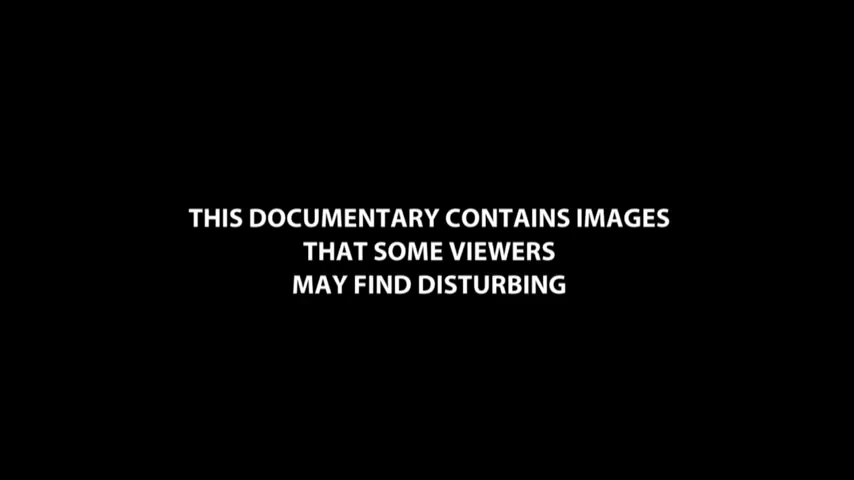 THIS DOCUMENTARY CONTAINS IMAGES
THAT SOME VIEWERS
MAY FIND DISTURBING